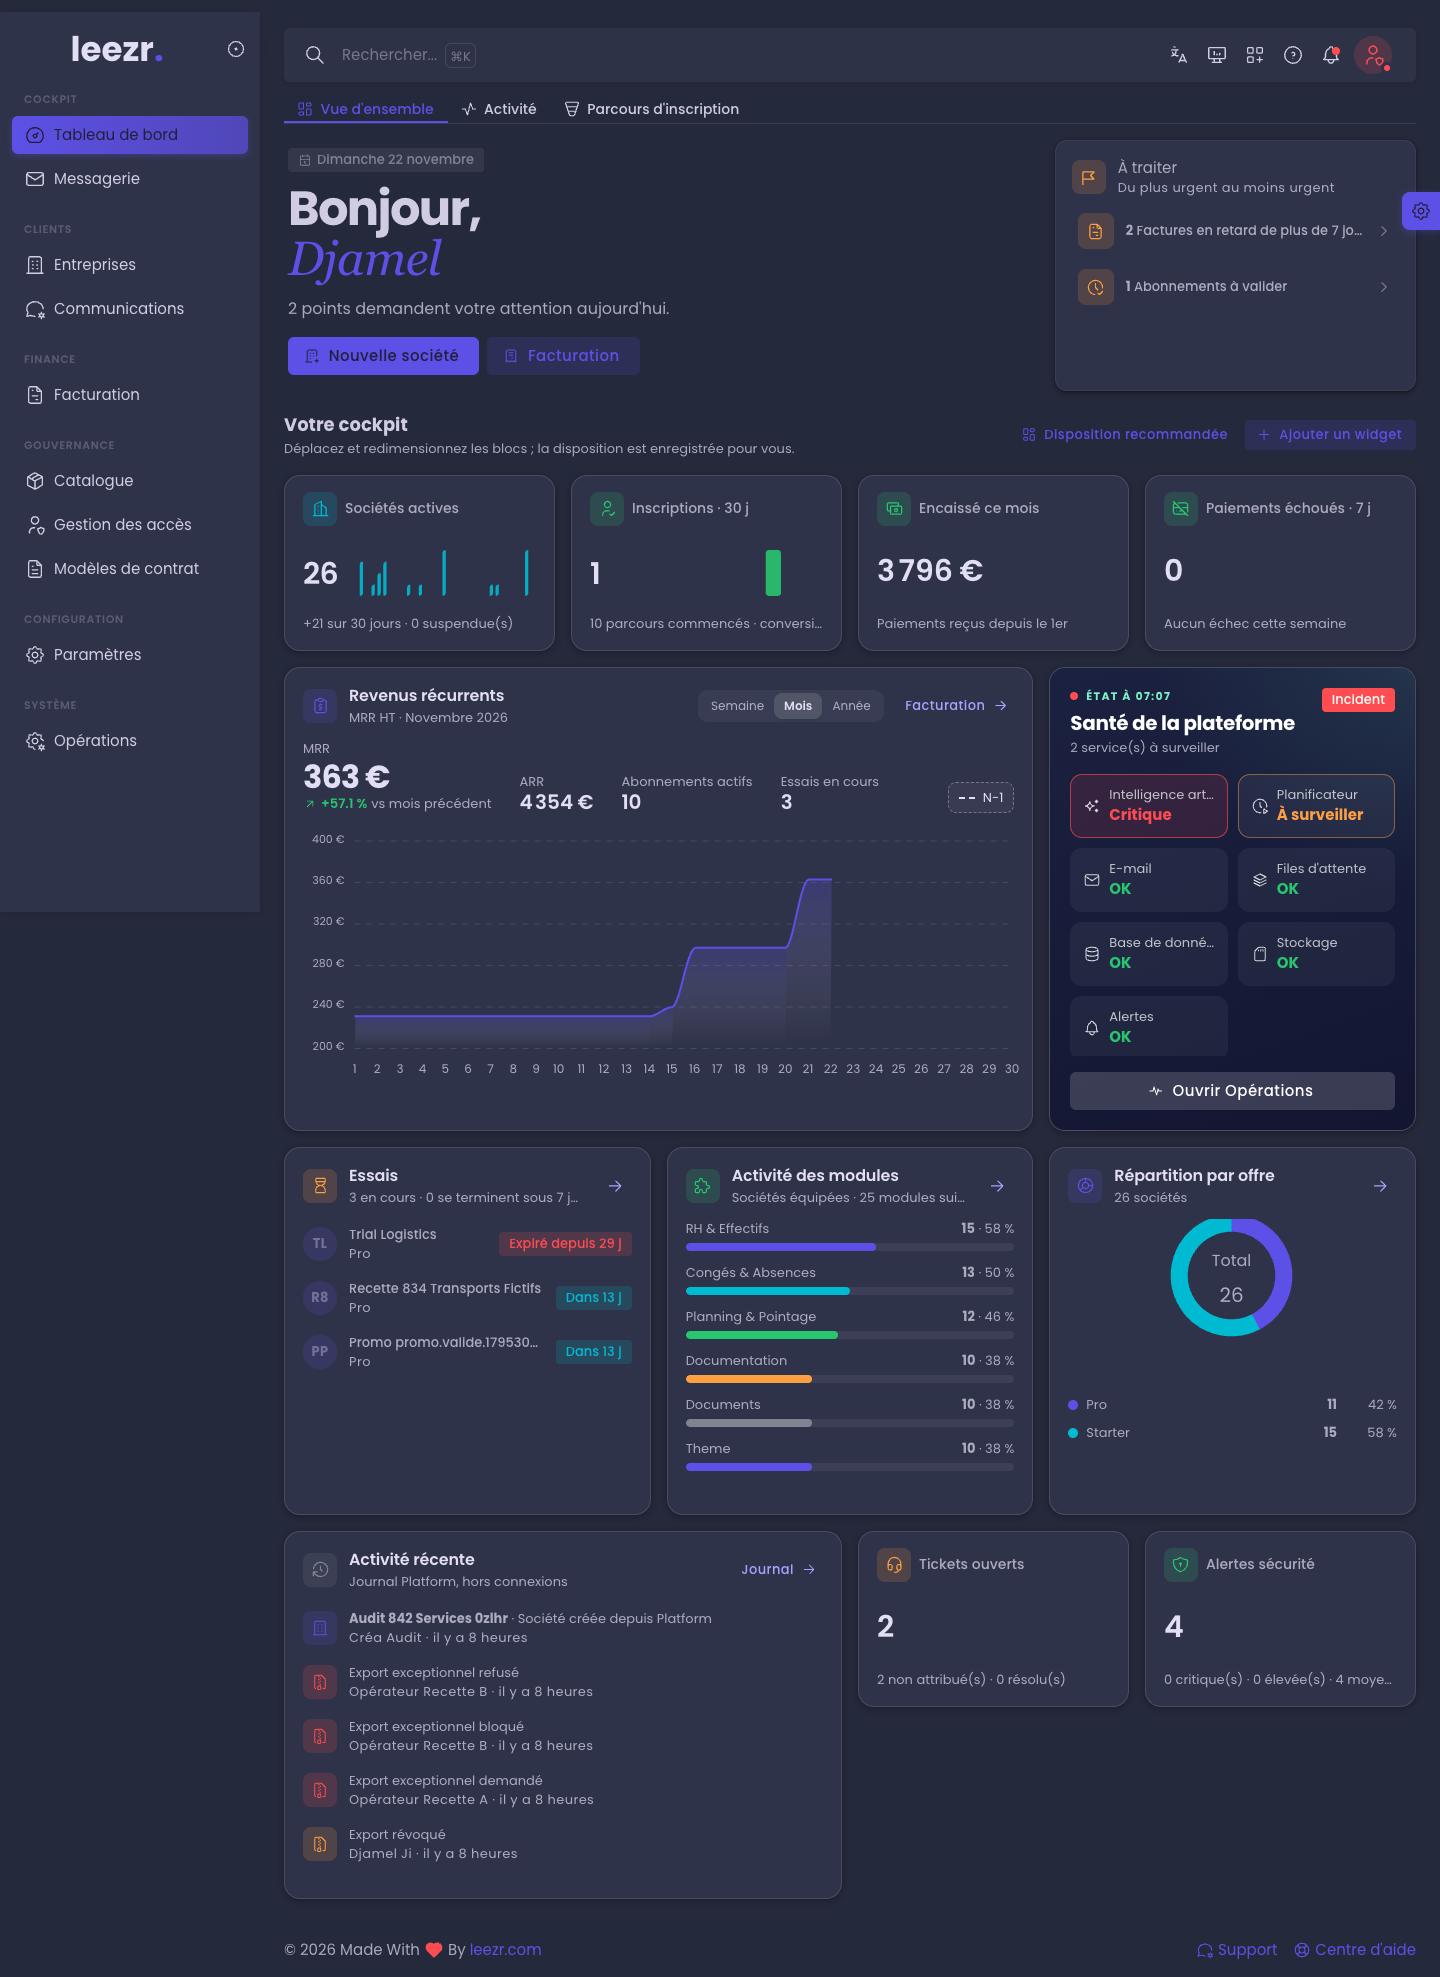 leezr.
COCKPIT
Tableau de bord
Messagerie
CLIENTS
Entreprises
Communications
FINANCE
Facturation
GOUVERNANCE
Catalogue
Gestion des accès
Modèles de contrat
CONFIGURATION
Paramètres
SYSTÈME
Opérations
Rechercher... ⌘K
Vue d'ensemble Activité Parcours d'inscription
Dimanche 22 novembre
Bonjour,
Djamel
2 points demandent votre attention aujourd'hui.
Nouvelle société Facturation
À traiter
Du plus urgent au moins urgent
2 Factures en retard de plus de 7 jo…
1 Abonnements à valider
Votre cockpit
Déplacez et redimensionnez les blocs ; la disposition est enregistrée pour vous.
Disposition recommandée Ajouter un widget
Sociétés actives
26
+21 sur 30 jours · 0 suspendue(s)
Inscriptions · 30 j
1
10 parcours commencés · conversi…
Encaissé ce mois
3 796 €
Paiements reçus depuis le 1er
Paiements échoués · 7 j
0
Aucun échec cette semaine
Revenus récurrents
MRR HT · Novembre 2026
Semaine Mois Année Facturation
MRR
363 €
+57.1 % vs mois précédent
ARR
4 354 €
Abonnements actifs
10
Essais en cours
3
N-1
400 €
360 €
320 €
280 €
240 €
200 €
1 2 3 4 5 6 7 8 9 10 11 12 13 14 15 16 17 18 19 20 21 22 23 24 25 26 27 28 29 30
ÉTAT À 07:07
Incident
Santé de la plateforme
2 service(s) à surveiller
Intelligence art…
Critique
Planificateur
À surveiller
E-mail
OK
Files d'attente
OK
Base de donné…
OK
Stockage
OK
Alertes
OK
Ouvrir Opérations
Essais
3 en cours · 0 se terminent sous 7 j…
TL
Trial Logistics
Pro
Expiré depuis 29 j
R8
Recette 834 Transports Fictifs
Pro
Dans 13 j
PP
Promo promo.valide.179530…
Pro
Dans 13 j
Activité des modules
Sociétés équipées · 25 modules sui…
RH & Effectifs 15 · 58 %
Congés & Absences 13 · 50 %
Planning & Pointage 12 · 46 %
Documentation 10 · 38 %
Documents 10 · 38 %
Theme 10 · 38 %
Répartition par offre
26 sociétés
Total
26
Pro 11 42 %
Starter 15 58 %
Activité récente
Journal Platform, hors connexions
Journal
Audit 842 Services 0zlhr · Société créée depuis Platform
Créa Audit · il y a 8 heures
Export exceptionnel refusé
Opérateur Recette B · il y a 8 heures
Export exceptionnel bloqué
Opérateur Recette B · il y a 8 heures
Export exceptionnel demandé
Opérateur Recette A · il y a 8 heures
Export révoqué
Djamel Ji · il y a 8 heures
Tickets ouverts
2
2 non attribué(s) · 0 résolu(s)
Alertes sécurité
4
0 critique(s) · 0 élevée(s) · 4 moye…
© 2026 Made With By leezr.com
Support Centre d'aide